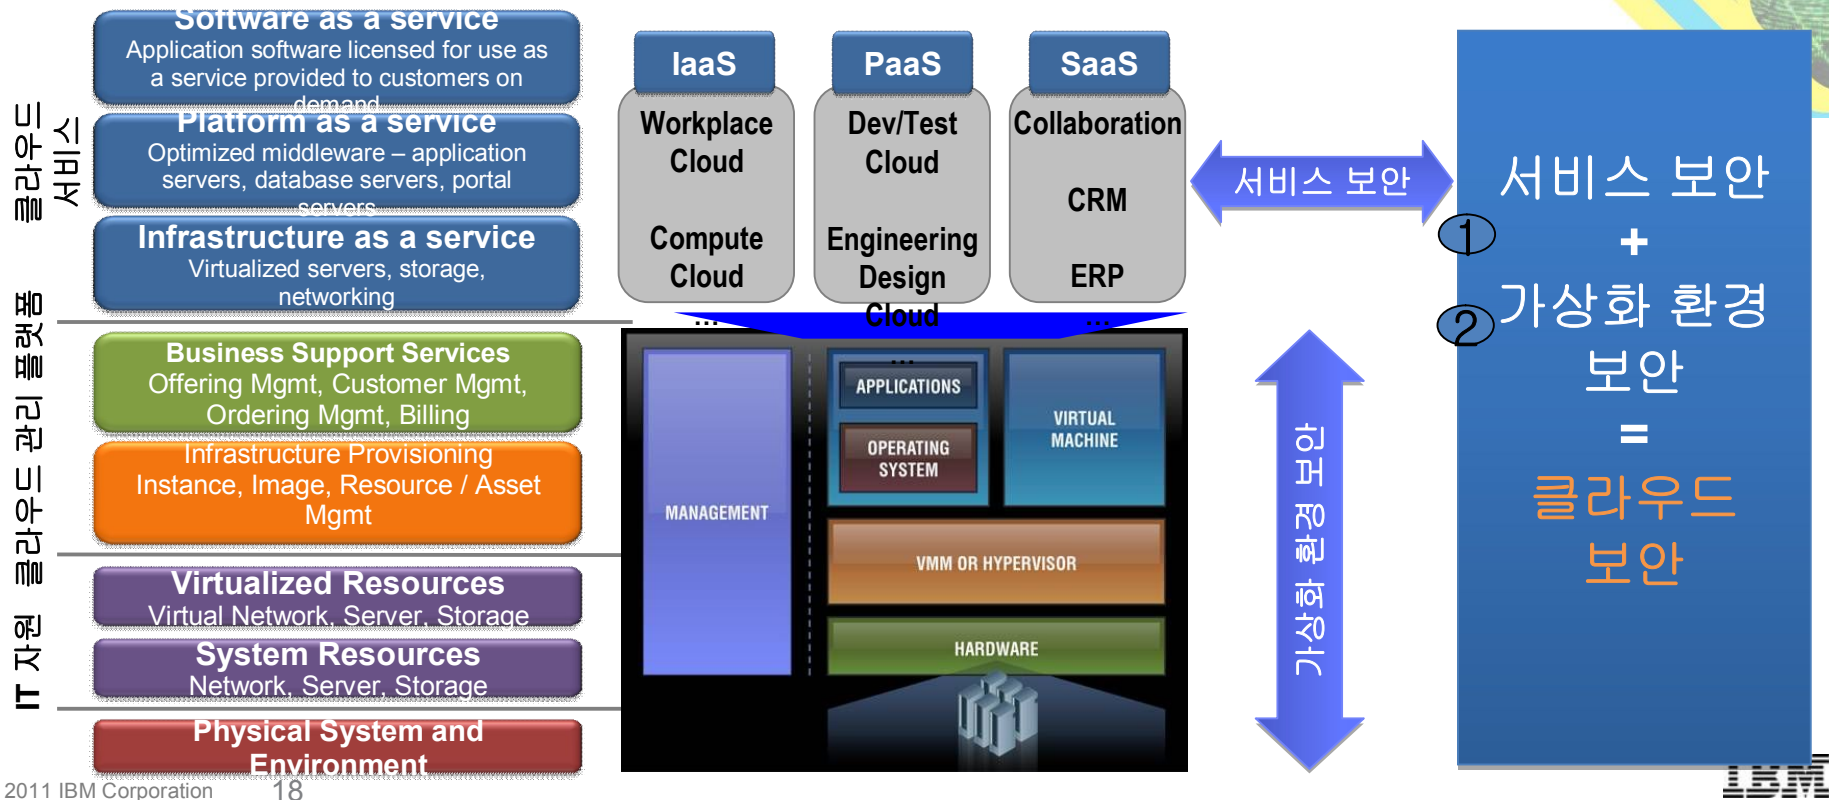 클라우드
서비스
Software as a service
Application software licensed for use as
a service provided to customers on
demand
Platform as a service
Optimized middleware – application
servers, database servers, portal
servers
Infrastructure as a service
Virtualized servers, storage,
networking
클라우드 관리 플랫폼
Business Support Services
Offering Mgmt, Customer Mgmt,
Ordering Mgmt, Billing
Infrastructure Provisioning
Instance, Image, Resource / Asset
Mgmt
IT 자원
Virtualized Resources
Virtual Network, Server, Storage
System Resources
Network, Server, Storage
Physical System and
Environment
IaaS
Workplace
Cloud
Compute
Cloud
...
PaaS
Dev/Test
Cloud
Engineering
Design
Cloud
...
SaaS
Collaboration
CRM
ERP
...
MANAGEMENT
APPLICATIONS
OPERATING
SYSTEM
VIRTUAL
MACHINE
VMM OR HYPERVISOR
HARDWARE
서비스 보안
가상화 환경 보안
서비스 보안
①
+
②
가상화 환경
보안
=
클라우드
보안
2011 IBM Corporation
18
IBM